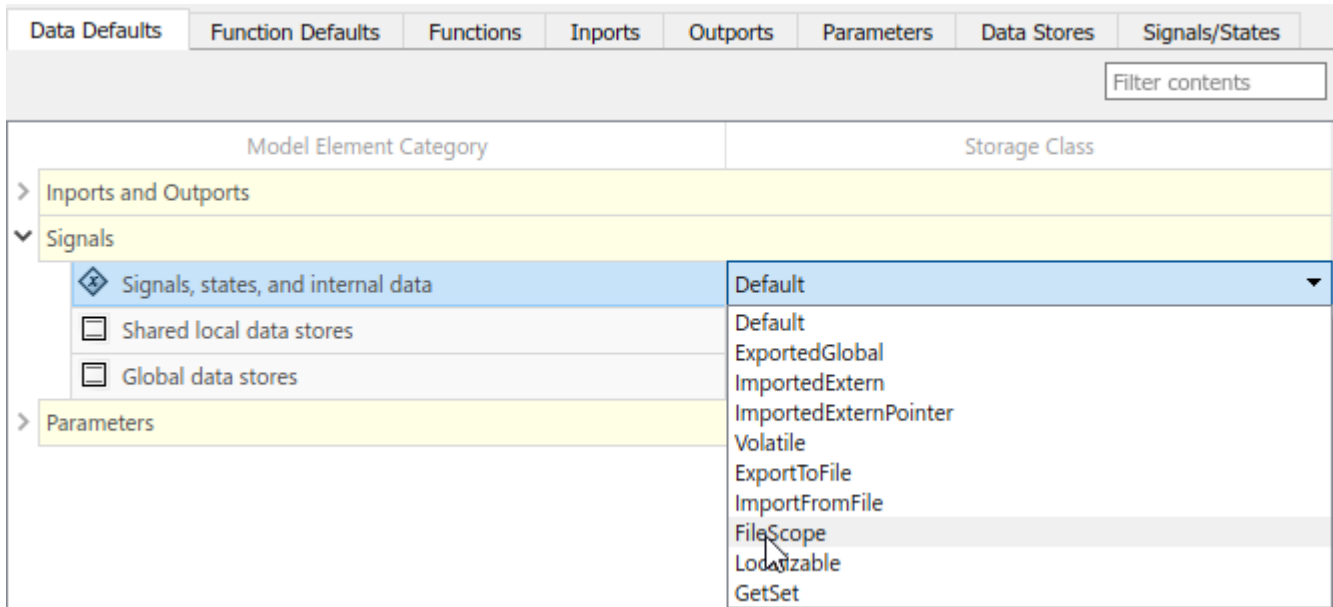 Data Defaults Function Defaults Functions Inports Outports Parameters Data Stores Signals/States
Filter contents
Model Element Category Storage Class
Inports and Outports
Signals
Signals, states, and internal data Default
Shared local data stores
Global data stores
Parameters
Default
ExportedGlobal
ImportedExtern
ImportedExternPointer
Volatile
ExportToFile
ImportFromFile
FileScope
Localizable
GetSet